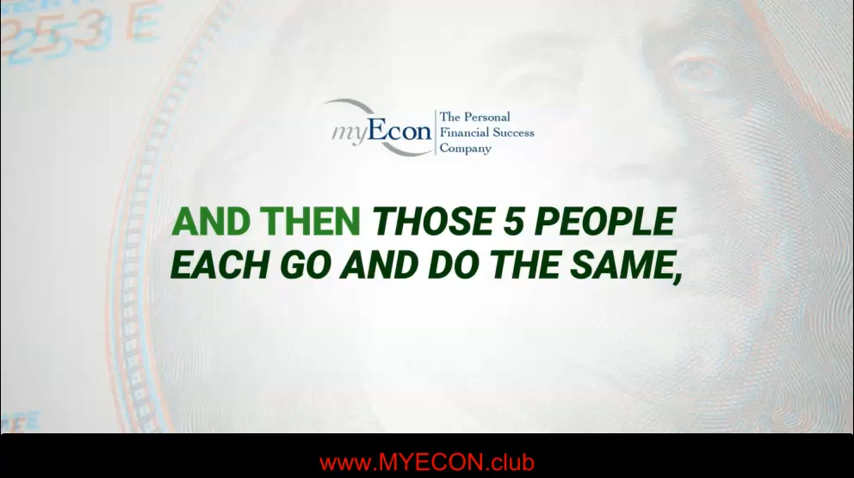 253 E
myEcon
The Personal
Financial Success
Company
AND THEN THOSE 5 PEOPLE
EACH GO AND DO THE SAME,
www.MYECON.club